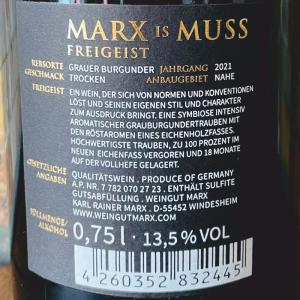 MARX IS MUSS
FREIGEIST
REBSORTE GRAUER BURGUNDER JAHRGANG 2021
GESCHMACK TROCKEN ANBAUGEBIET NAHE
FREIGEIST EIN WEIN, DER SICH VON NORMEN UND KONVENTIONEN
LÖST UND SEINEN EIGENEN STIL UND CHARAKTER
ZUM AUSDRUCK BRINGT. EINE SYMBIOSE INTENSIV
AROMATISCHER GRAUBURGUNDERTRAUBEN MIT
DEN RÖSTAROMEN EINES EICHENHOLZFASSES.
HOCHWERTIGSTE TRAUBEN, ZU 100 PROZENT IM
NEUEN EICHENFASS VERGOREN UND 18 MONATE
AUF DER VOLLHEFE GELAGERT.
GESETZLICHE QUALITÄTSWEIN . PRODUCE OF GERMANY
ANGABEN A.P. NR. 7 782 070 27 23 . ENTHÄLT SULFITE
GUTSABFÜLLUNG . WEINGUT MARX
KARL RAINER MARX . D-55452 WINDESHEIM
WWW.WEINGUTMARX.COM
FÜLLMENGE/
ALKOHOL 0,75 l · 13,5 % VOL
4 260352 832445